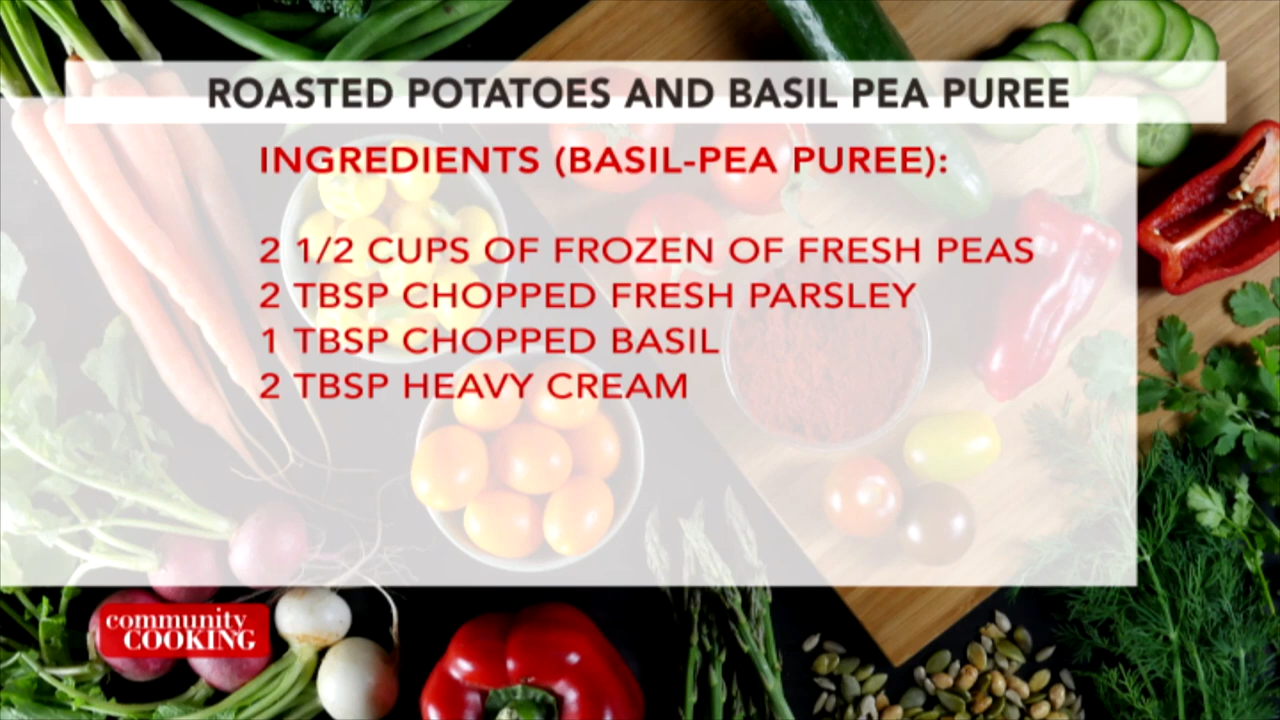 ROASTED POTATOES AND BASIL PEA PUREE
INGREDIENTS (BASIL-PEA PUREE):
2 1/2 CUPS OF FROZEN OF FRESH PEAS
2 TBSP CHOPPED FRESH PARSLEY
1 TBSP CHOPPED BASIL
2 TBSP HEAVY CREAM
community
COOKING